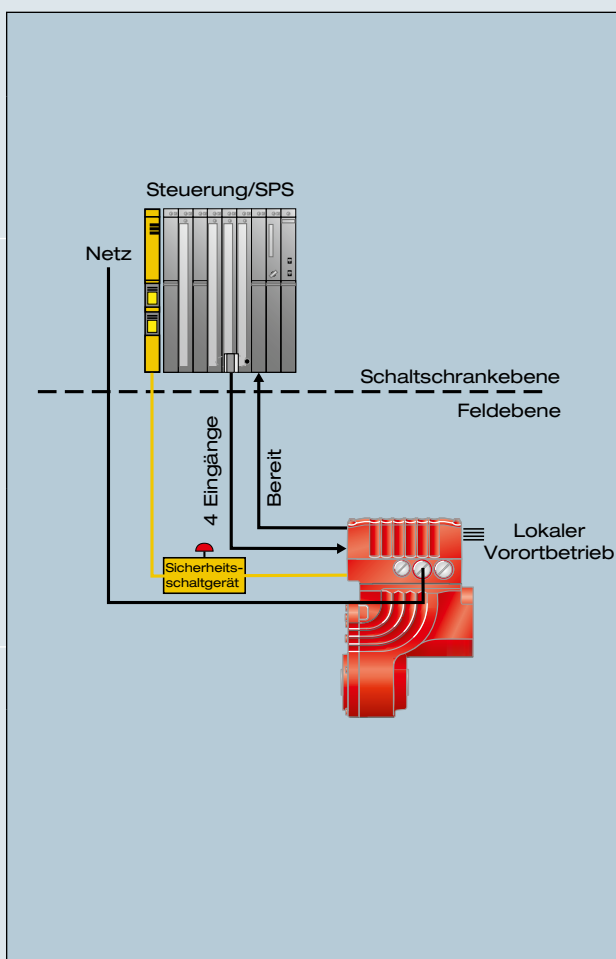 Steuerung/SPS
Netz
Schaltschrankebene
Feldebene
4 Eingänge
Bereit
Lokaler
Vorortbetrieb
Sicherheits-
schaltgerät